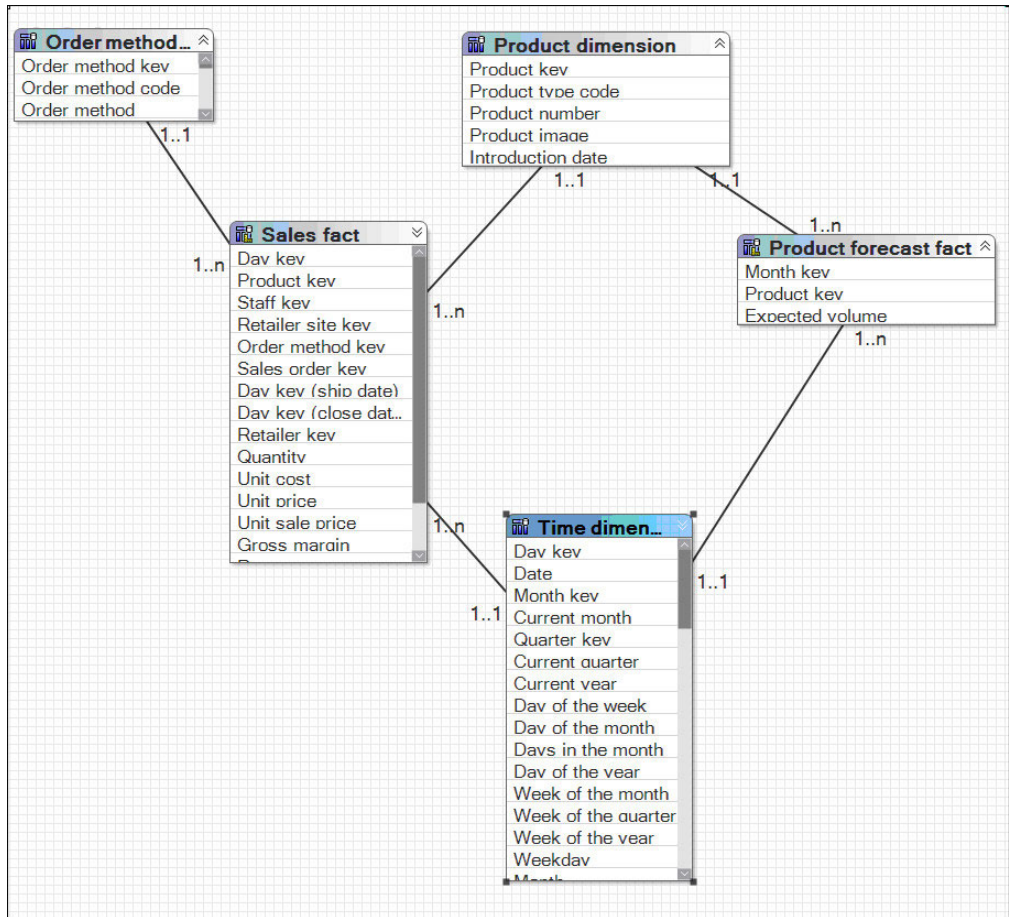 Order method...
Order method key
Order method code
Order method
1..1
Product dimension
Product key
Product type code
Product number
Product image
Introduction date
1..1
1..1
1..n
Sales fact
Day key
Product key
Staff key
Retailer site key
Order method key
Sales order key
Day key (ship date)
Day key (close dat...
Retailer key
Quantity
Unit cost
Unit price
Unit sale price
Gross margin
1..n
1..n
1..n
Product forecast fact
Month key
Product key
Expected volume
1..n
Time dimen...
Day key
Date
Month key
Current month
Quarter key
Current quarter
Current year
Day of the week
Day of the month
Days in the month
Day of the year
Week of the month
Week of the quarter
Week of the year
Weekday
Month
1..1
1..1